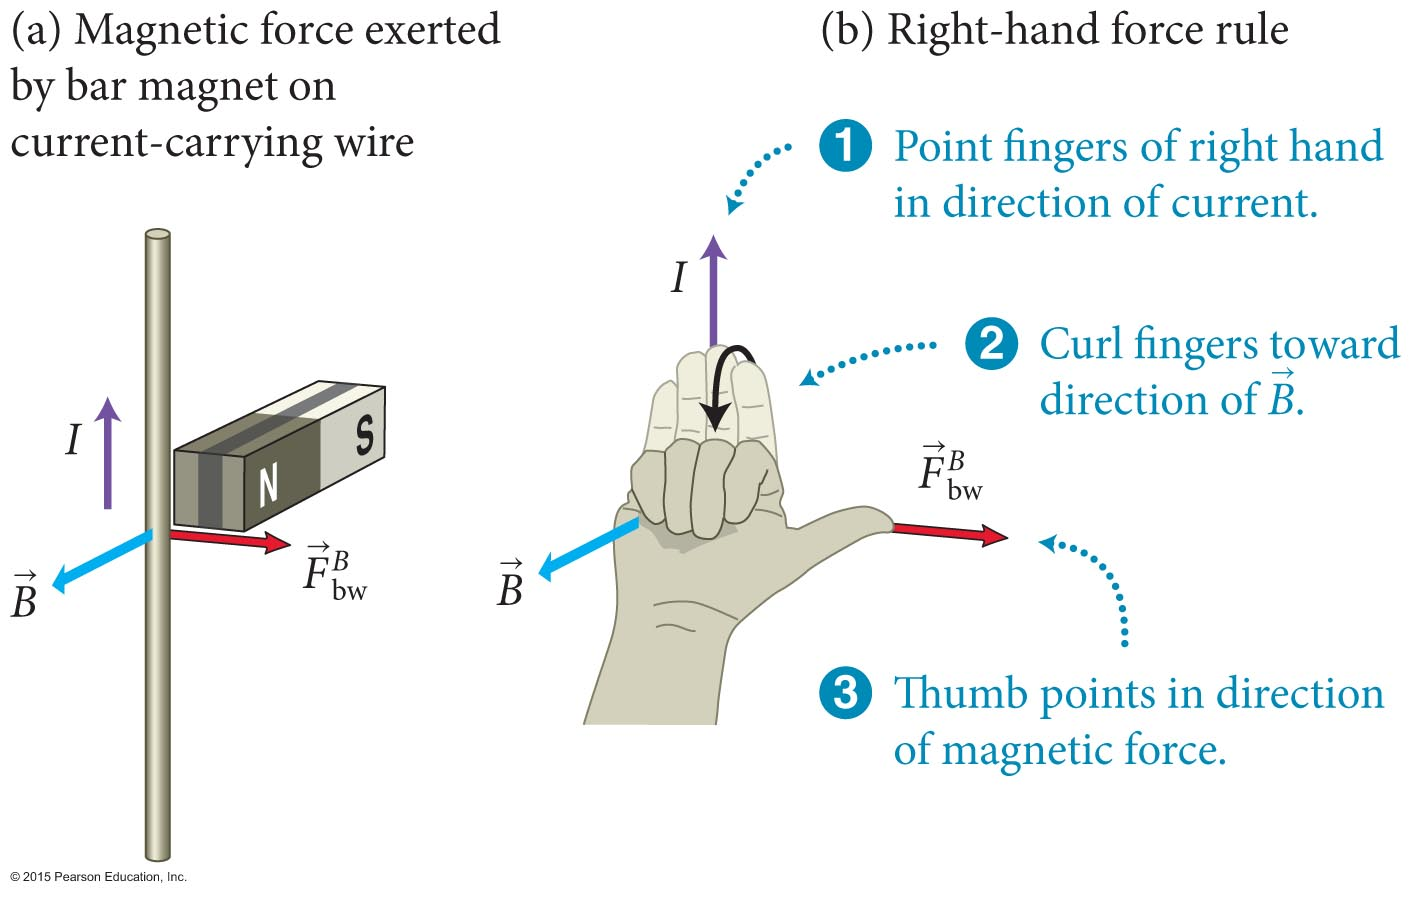 (a) Magnetic force exerted
by bar magnet on
current-carrying wire
I
N
S
B⃗
F⃗ᴮbw
(b) Right-hand force rule
1 Point fingers of right hand
in direction of current.
I
2 Curl fingers toward
direction of B⃗.
F⃗ᴮbw
B⃗
3 Thumb points in direction
of magnetic force.
© 2015 Pearson Education, Inc.